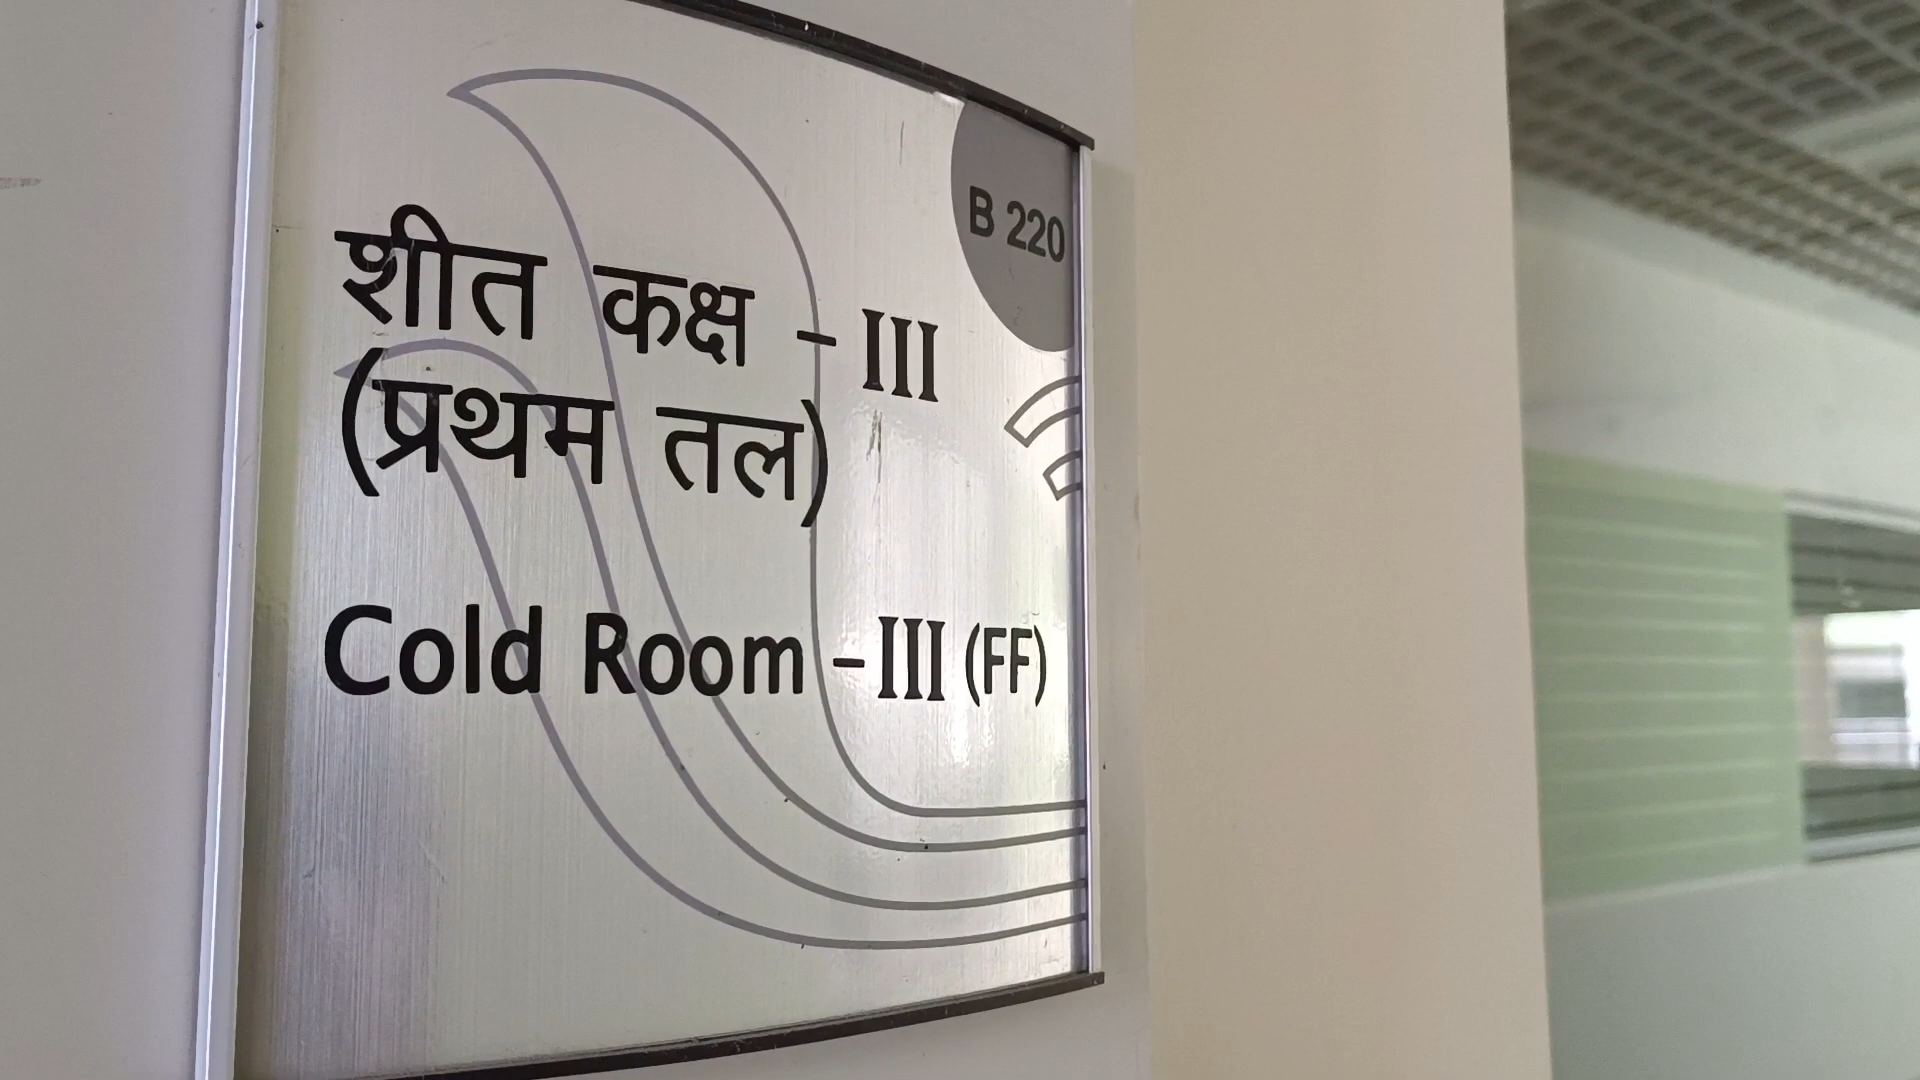 B 220
शीत कक्ष - III
(प्रथम तल)
Cold Room - III (FF)